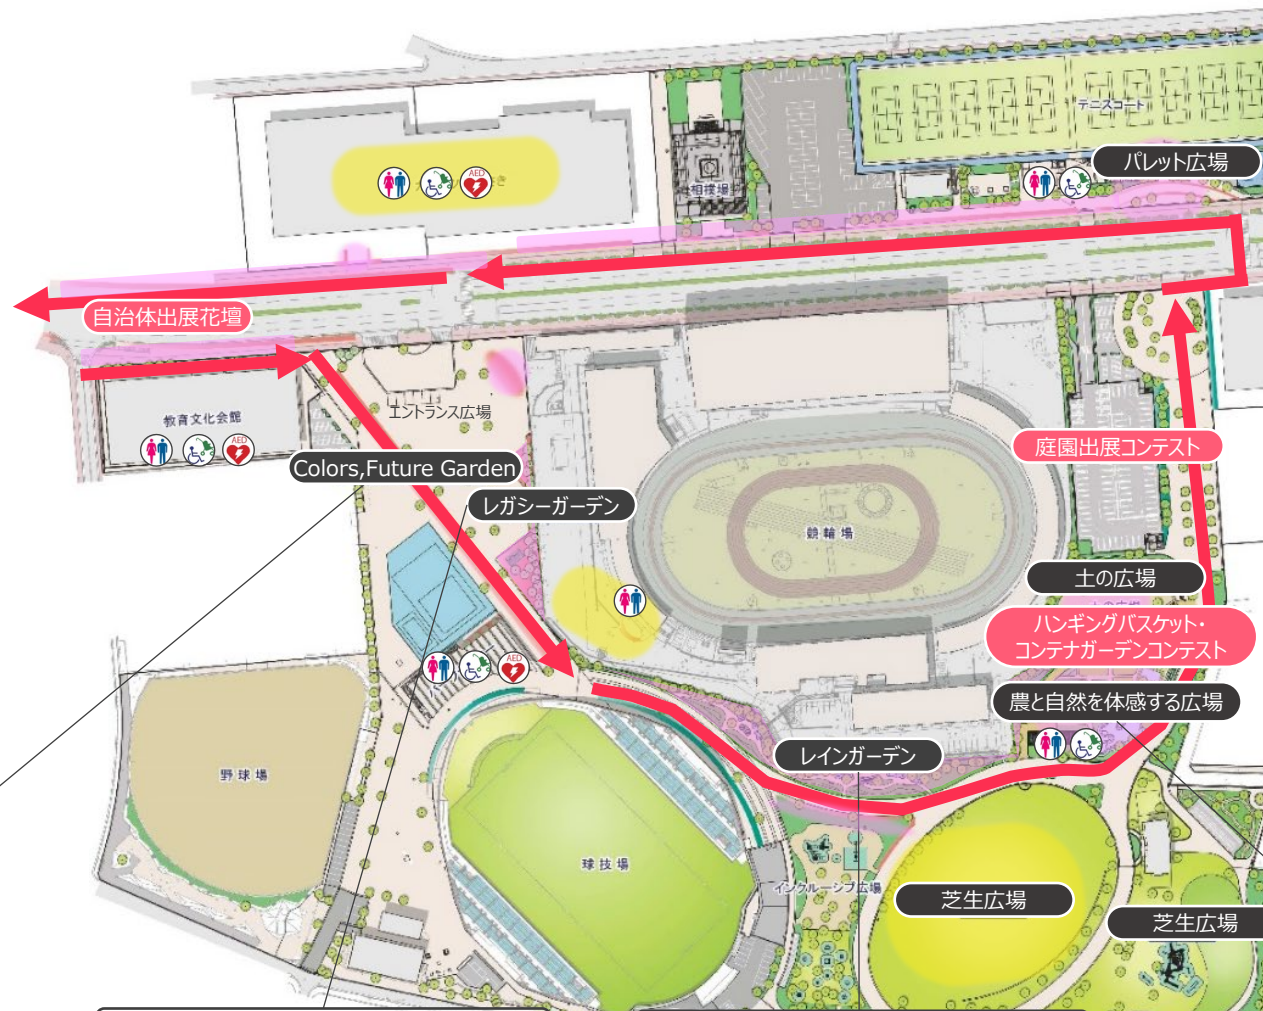 テニスコート
パレット広場
AED
相撲場
自治体出展花壇
エントランス広場
教育文化会館
AED
庭園出展コンテスト
Colors,Future Garden
レガシーガーデン
競輪場
土の広場
ハンギングバスケット・
コンテナガーデンコンテスト
AED
農と自然を体感する広場
レインガーデン
野球場
球技場
インクルーシブ広場
芝生広場
芝生広場